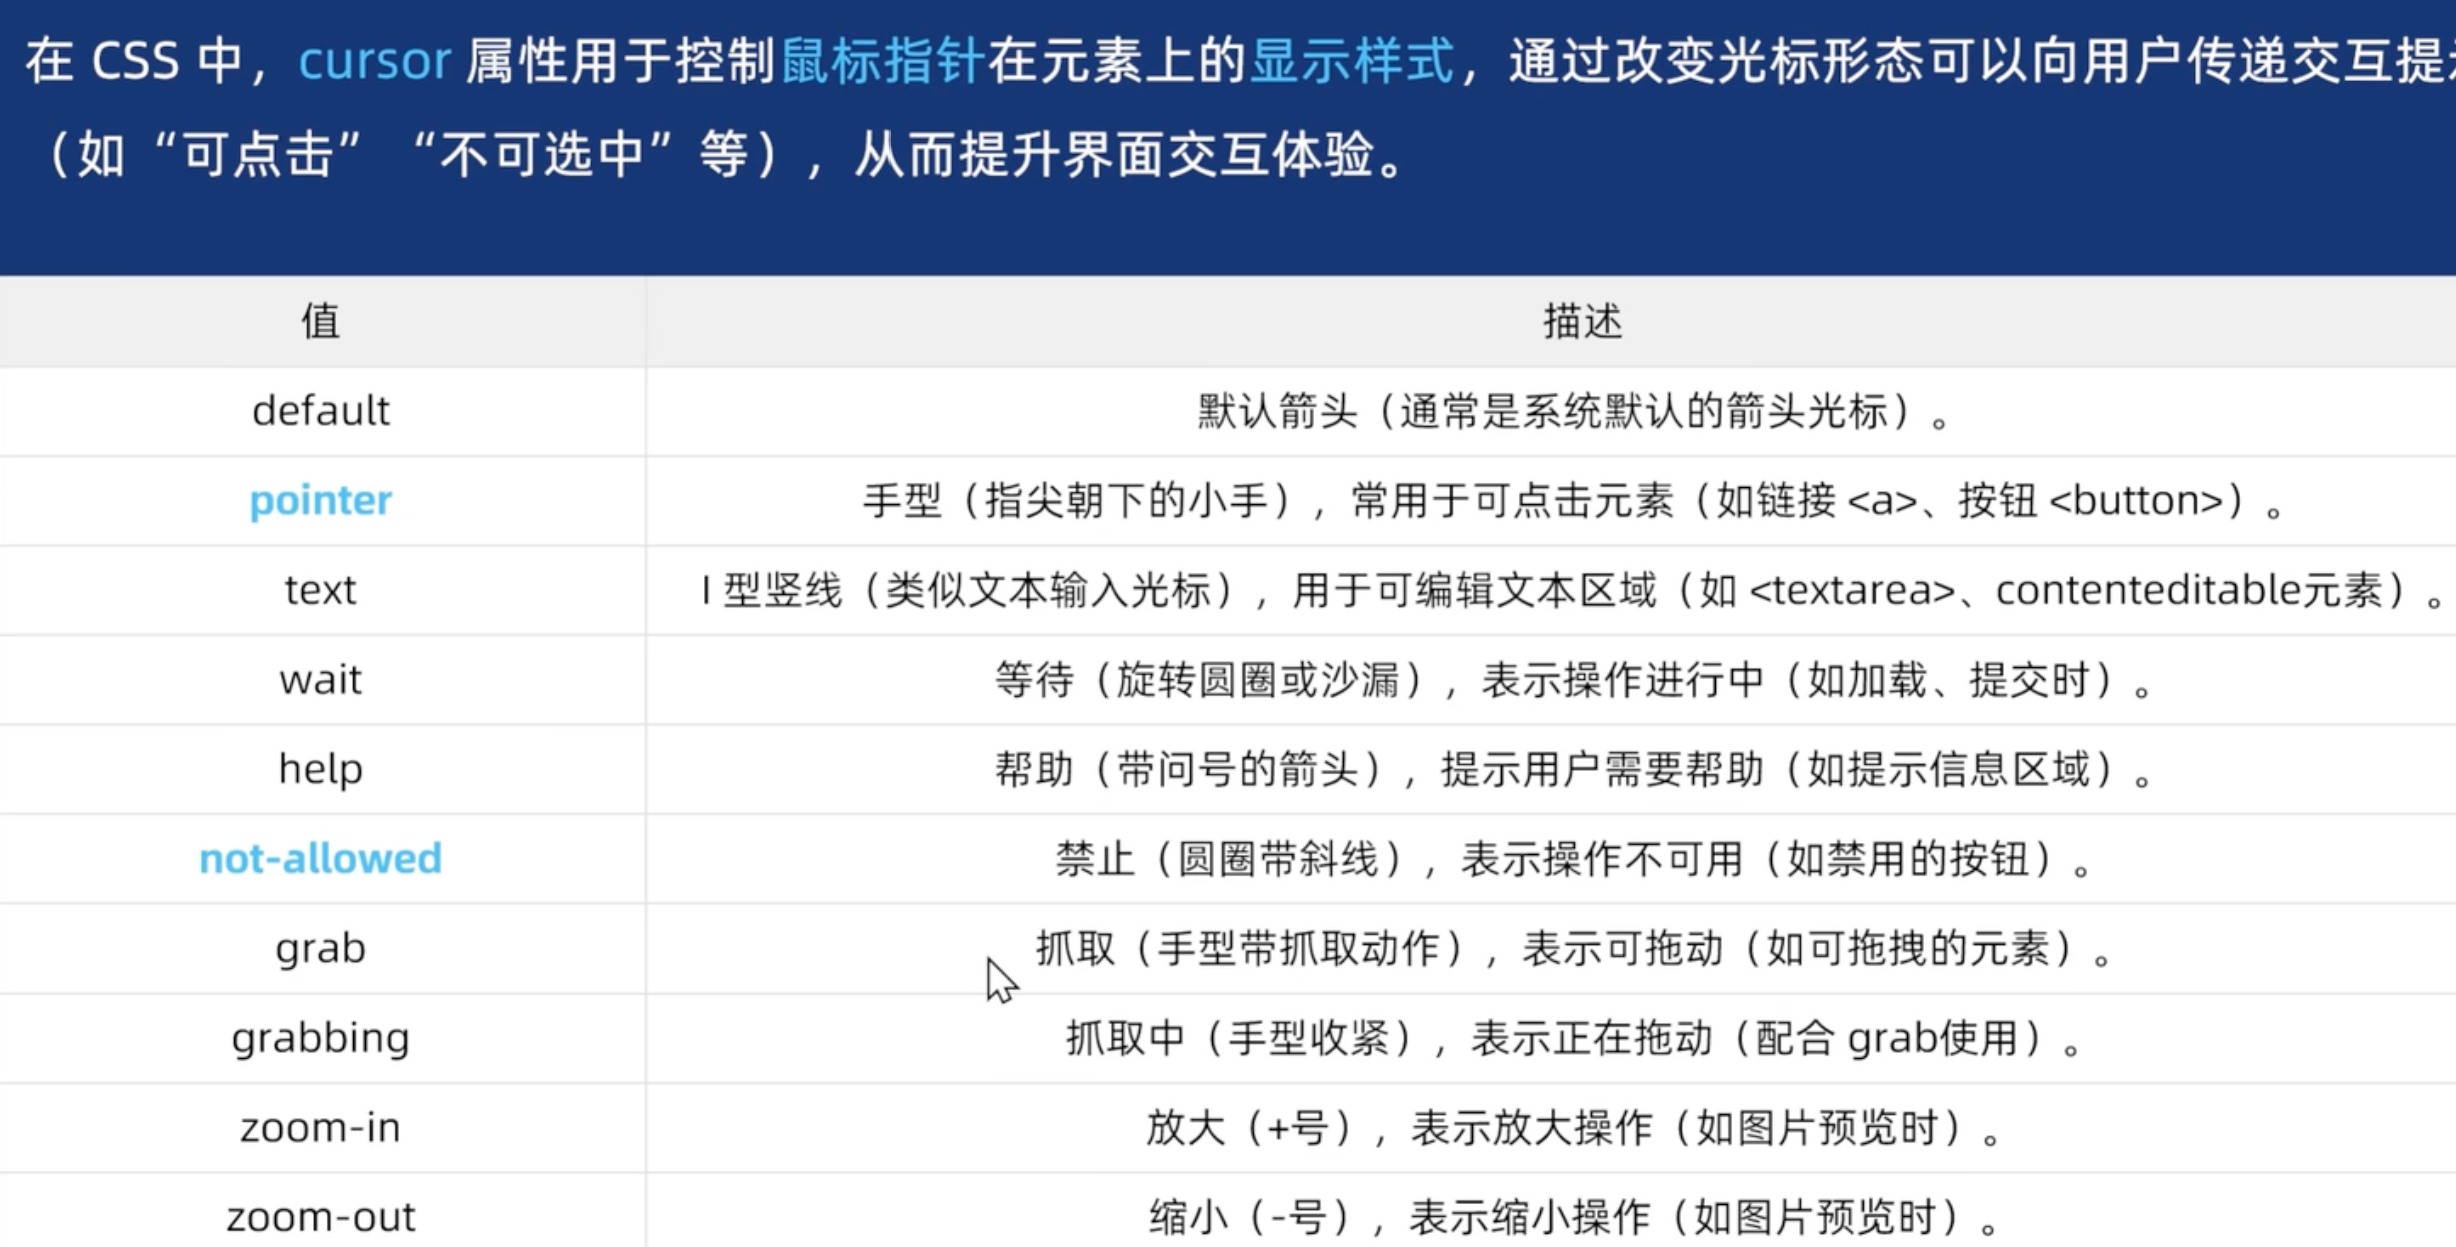 在 CSS 中，cursor 属性用于控制鼠标指针在元素上的显示样式，通过改变光标形态可以向用户传递交互提
（如“可点击”“不可选中”等），从而提升界面交互体验。
值 描述
default 默认箭头（通常是系统默认的箭头光标）。
pointer 手型（指尖朝下的小手），常用于可点击元素（如链接 <a>、按钮 <button>）。
text I 型竖线（类似文本输入光标），用于可编辑文本区域（如 <textarea>、contenteditable元素）。
wait 等待（旋转圆圈或沙漏），表示操作进行中（如加载、提交时）。
help 帮助（带问号的箭头），提示用户需要帮助（如提示信息区域）。
not-allowed 禁止（圆圈带斜线），表示操作不可用（如禁用的按钮）。
grab 抓取（手型带抓取动作），表示可拖动（如可拖拽的元素）。
grabbing 抓取中（手型收紧），表示正在拖动（配合 grab使用）。
zoom-in 放大（+号），表示放大操作（如图片预览时）。
zoom-out 缩小（-号），表示缩小操作（如图片预览时）。